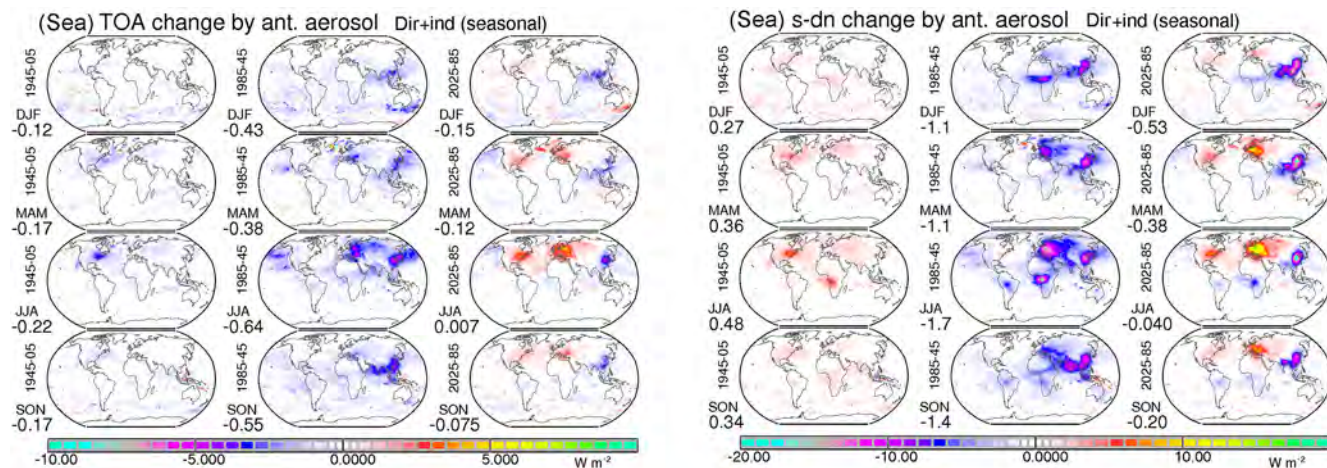 (Sea) TOA change by ant. aerosol Dir+ind (seasonal)
1945-05
DJF
-0.12
1985-45
DJF
-0.43
2025-85
DJF
-0.15
1945-05
MAM
-0.17
1985-45
MAM
-0.38
2025-85
MAM
-0.12
1945-05
JJA
-0.22
1985-45
JJA
-0.64
2025-85
JJA
0.007
1945-05
SON
-0.17
1985-45
SON
-0.55
2025-85
SON
-0.075
-10.00 -5.000 0.0000 5.000 W m⁻²
(Sea) s-dn change by ant. aerosol Dir+ind (seasonal)
1945-05
DJF
0.27
1985-45
DJF
-1.1
2025-85
DJF
-0.53
1945-05
MAM
0.36
1985-45
MAM
-1.1
2025-85
MAM
-0.38
1945-05
JJA
0.48
1985-45
JJA
-1.7
2025-85
JJA
-0.040
1945-05
SON
0.34
1985-45
SON
-1.4
2025-85
SON
-0.20
-20.00 -10.00 0.0000 10.00 W m⁻²